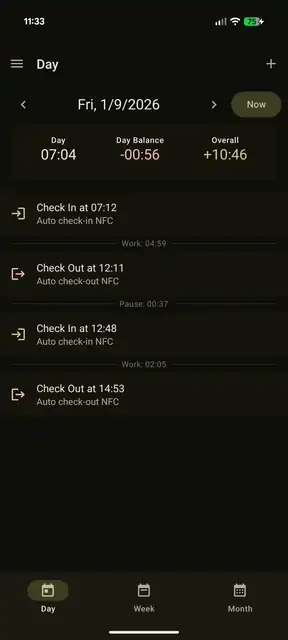 11:33
75
Day
Fri, 1/9/2026
Now
Day
Day Balance
Overall
07:04
-00:56
+10:46
Check In at 07:12
Auto check-in NFC
Work: 04:59
Check Out at 12:11
Auto check-out NFC
Pause: 00:37
Check In at 12:48
Auto check-in NFC
Work: 02:05
Check Out at 14:53
Auto check-out NFC
Day
Week
Month